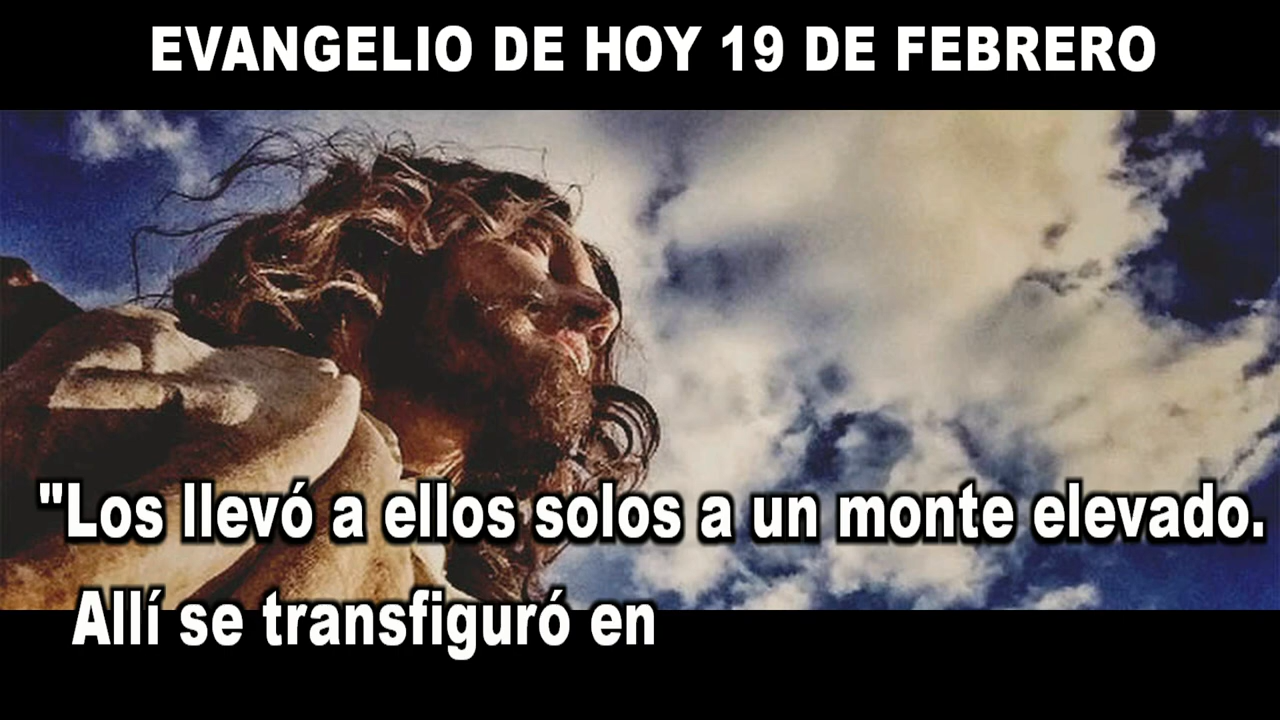 EVANGELIO DE HOY 19 DE FEBRERO
"Los llevó a ellos solos a un monte elevado.
Allí se transfiguró en